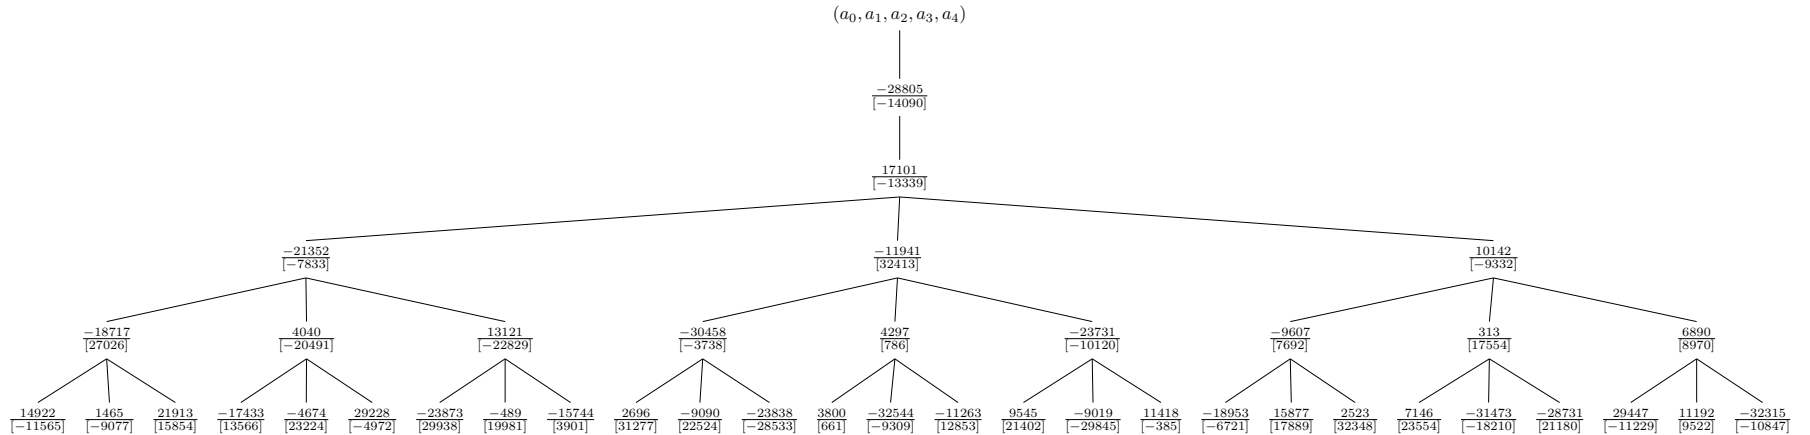 (a₀, a₁, a₂, a₃, a₄)
−28805
[−14090]
17101
[−13339]
−21352 −11941 10142
[−7833] [32413] [−9332]
−18717 4040 13121 −30458 4297 −23731 −9607 313 6890
[27026] [−20491] [−22829] [−3738] [786] [−10120] [7692] [17554] [8970]
14922 1465 21913 −17433 −4674 29228 −23873 −489 −15744 2696 −9090 −23838 3800 −32544 −11263 9545 −9019 11418 −18953 15877 2523 7146 −31473 −28731 29447 11192 −32315
[−11565] [−9077] [15854] [13566] [23224] [−4972] [29938] [19981] [3901] [31277] [22524] [−28533] [661] [−9309] [12853] [21402] [−29845] [−385] [−6721] [17889] [32348] [23554] [−18210] [21180] [−11229] [9522] [−10847]